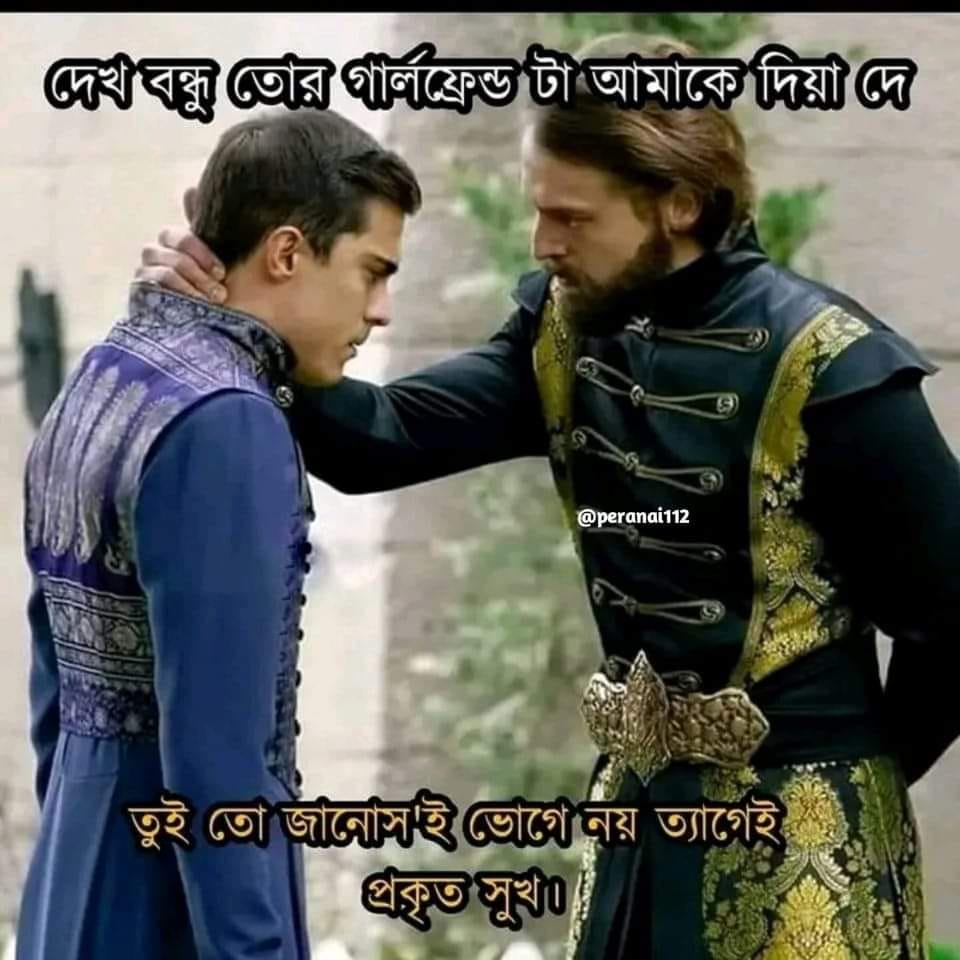 দেখ বন্ধু তোর গার্লফ্রেন্ড টা আমাকে দিয়া দে
@peranai112
তুই তো জানোস'ই ভোগে নয় ত্যাগেই
প্রকৃত সুখ।